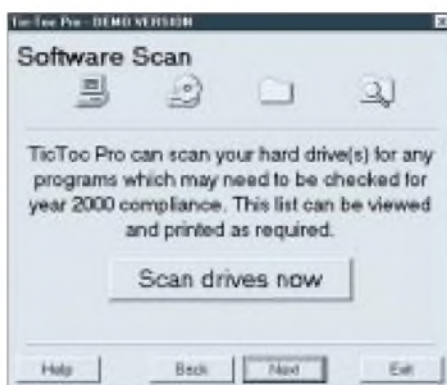 Tic-Toc Pro - DEMO VERSION
Software Scan
TicToc Pro can scan your hard drive(s) for any
programs which may need to be checked for
year 2000 compliance. This list can be viewed
and printed as required.
Scan drives now
Help Back Next Exit